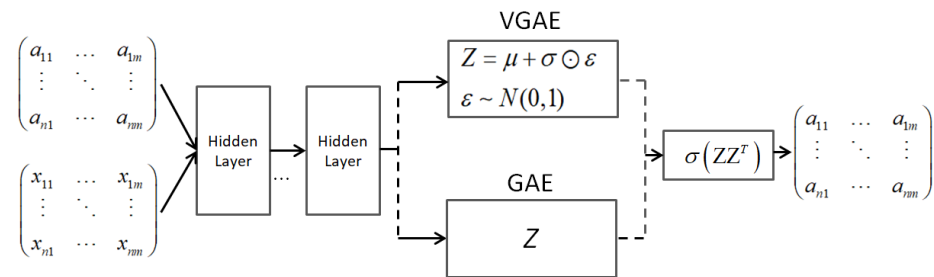 VGAE
a11 … a1m
⋮ ⋱ ⋮
an1 … anm
Z = μ + σ ⊙ ε
ε ~ N(0,1)
Hidden
Layer
…
Hidden
Layer
σ(ZZ^T)
a11 … a1m
⋮ ⋱ ⋮
an1 … anm
x11 … x1m
⋮ ⋱ ⋮
xn1 … xnm
GAE
Z